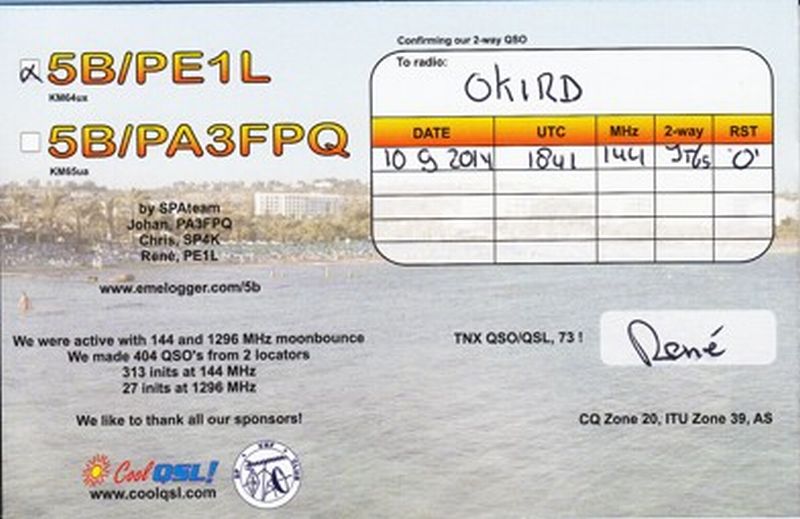 Confirming our 2-way QSO
α 5B/PE1L
KM64ux
To radio: OK1RD
5B/PA3FPQ
KM65ua
DATE UTC MHz 2-way RST
10 9 2014 1841 144 'O'
by SPAteam
Johan, PA3FPQ
Chris, SP4K
René, PE1L
www.emelogger.com/5b
We were active with 144 and 1296 MHz moonbounce
We made 404 QSO's from 2 locators
313 inits at 144 MHz
27 inits at 1296 MHz
TNX QSO/QSL, 73 !
René
We like to thank all our sponsors!
CQ Zone 20, ITU Zone 39, AS
Cool QSL!
www.coolqsl.com